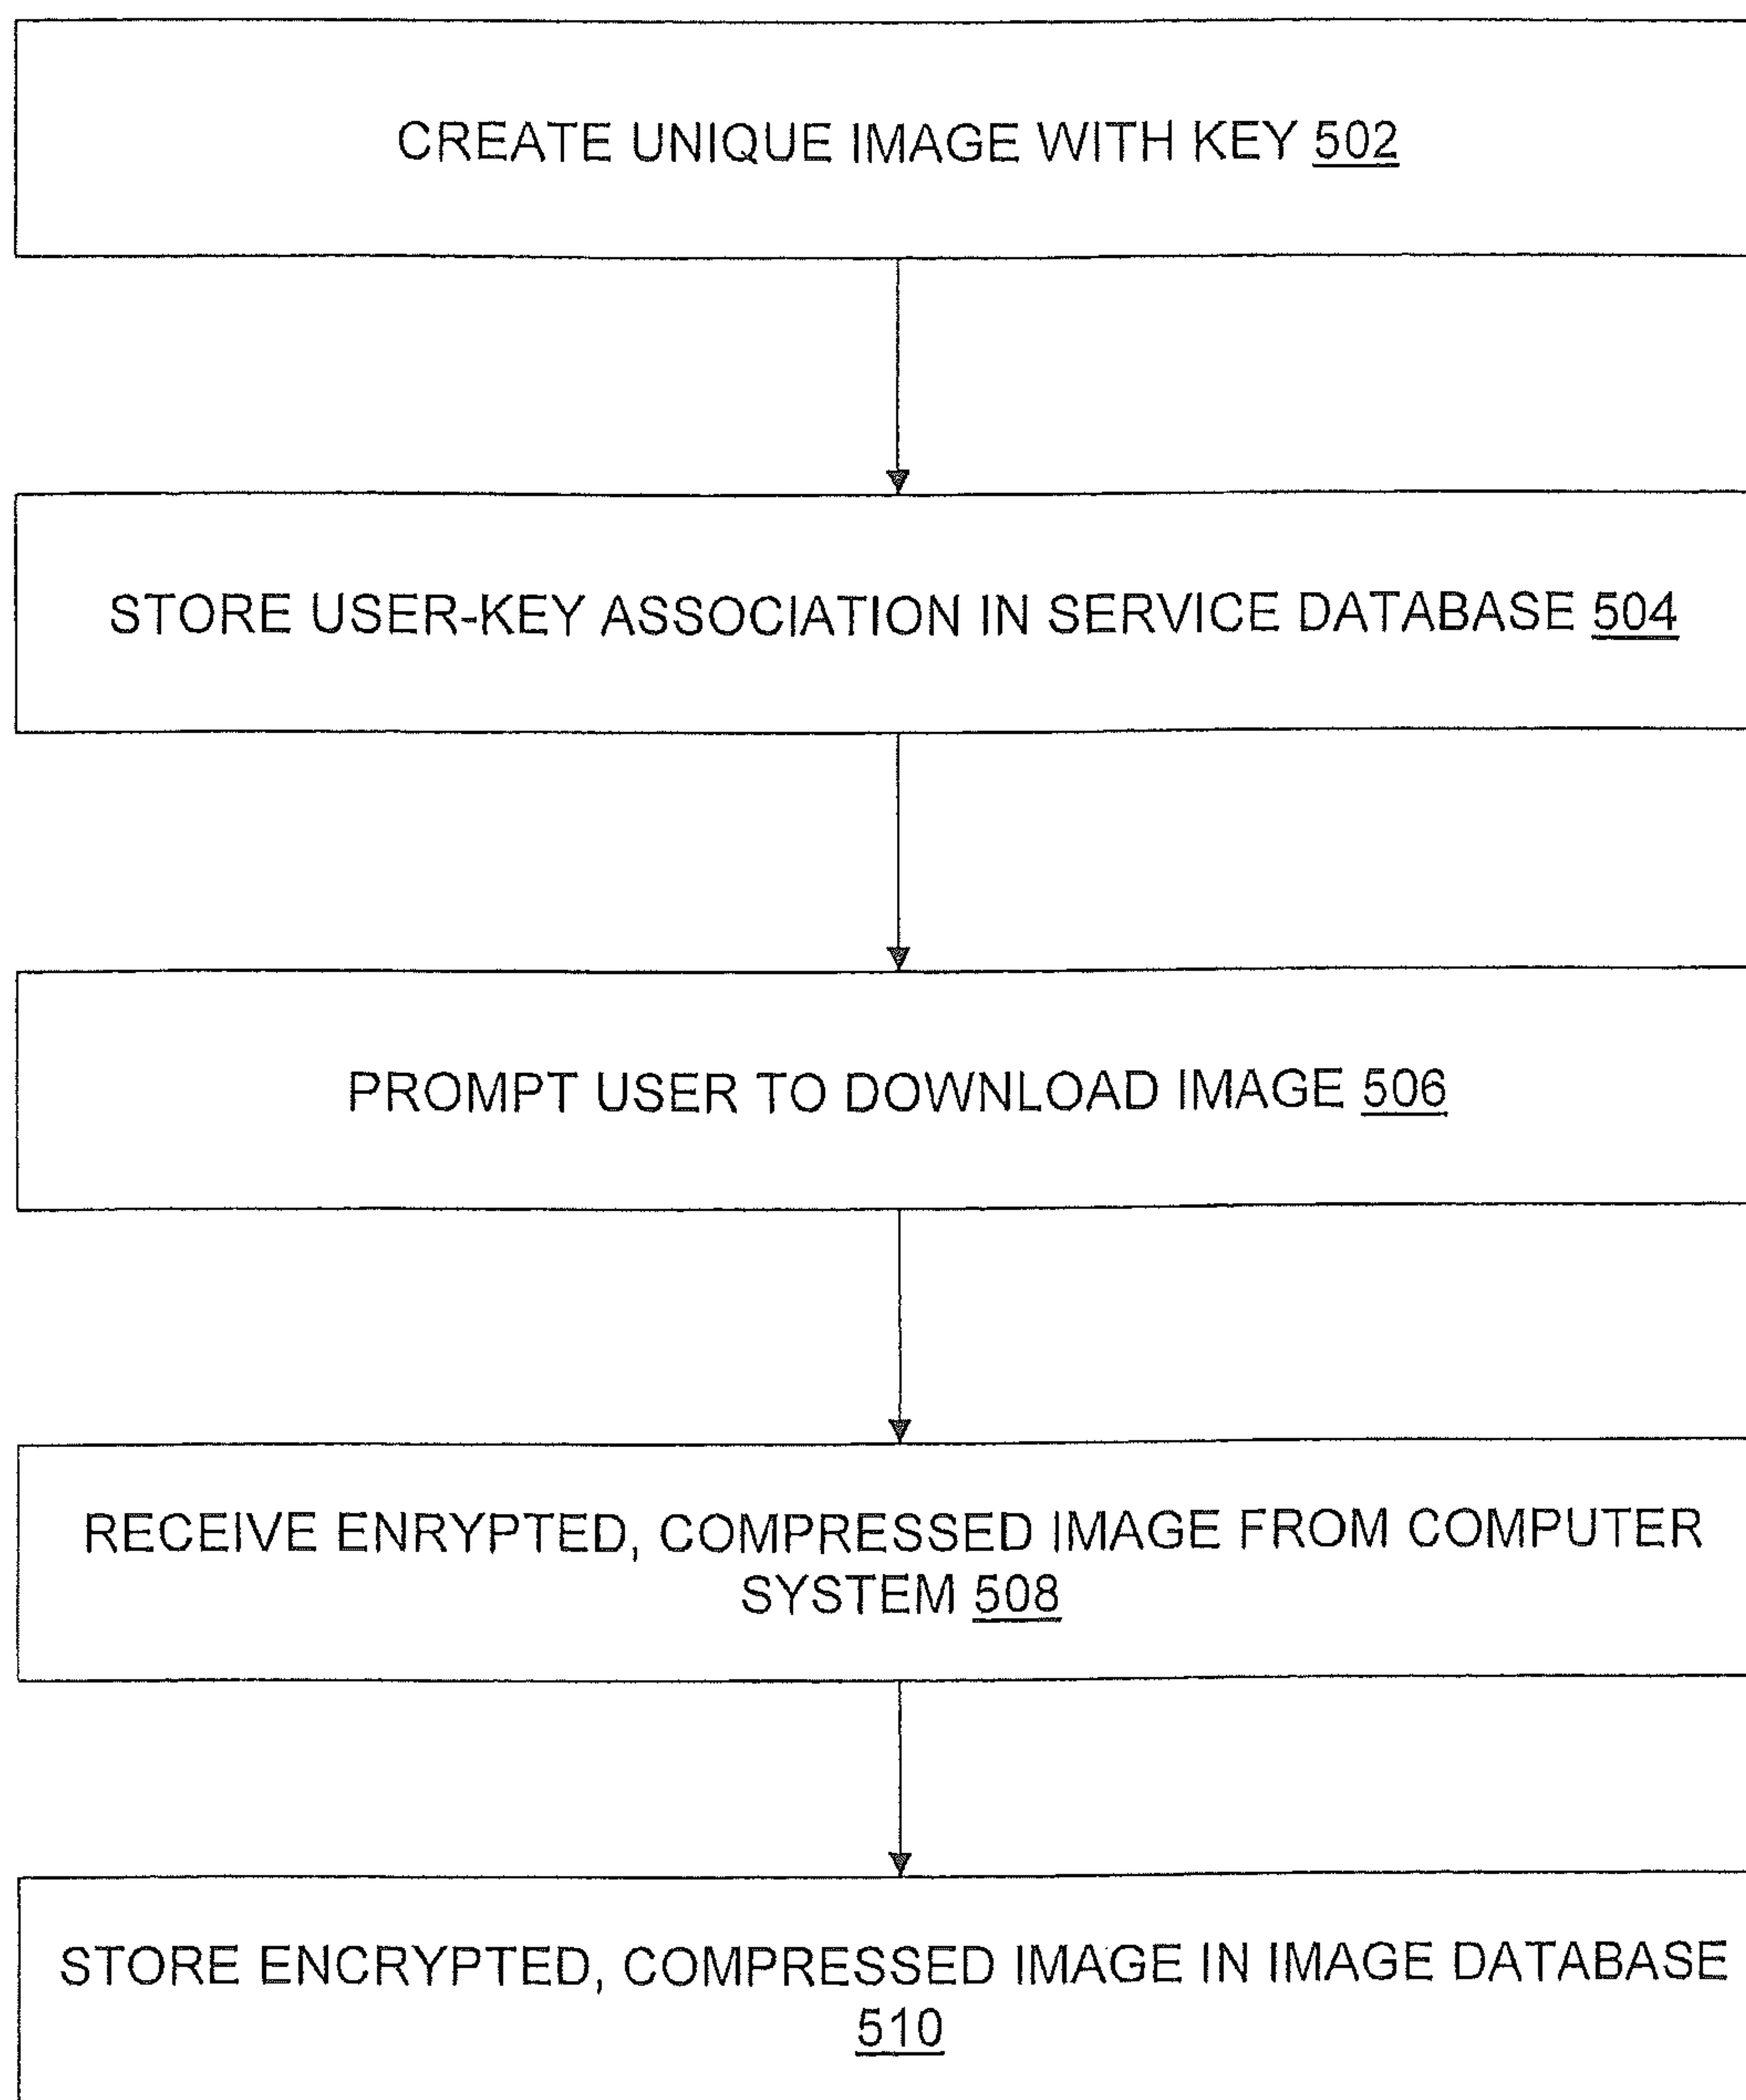 CREATE UNIQUE IMAGE WITH KEY 502
STORE USER-KEY ASSOCIATION IN SERVICE DATABASE 504
PROMPT USER TO DOWNLOAD IMAGE 506
RECEIVE ENRYPTED, COMPRESSED IMAGE FROM COMPUTER
SYSTEM 508
STORE ENCRYPTED, COMPRESSED IMAGE IN IMAGE DATABASE
510